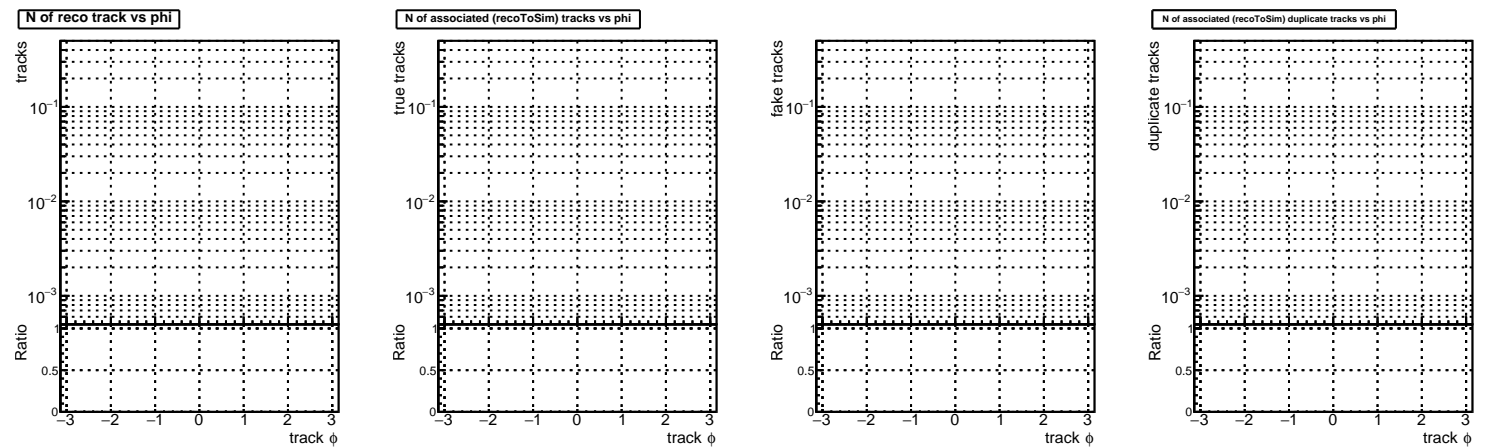 N of reco track vs phi
tracks
10⁻¹
10⁻²
10⁻³
Ratio
1
0.5
0
−3 −2 −1 0 1 2 3
track ϕ
N of associated (recoToSim) tracks vs phi
true tracks
10⁻¹
10⁻²
10⁻³
Ratio
1
0.5
0
−3 −2 −1 0 1 2 3
track ϕ
fake tracks
10⁻¹
10⁻²
10⁻³
Ratio
1
0.5
0
−3 −2 −1 0 1 2 3
track ϕ
N of associated (recoToSim) duplicate tracks vs phi
duplicate tracks
10⁻¹
10⁻²
10⁻³
Ratio
1
0.5
0
−3 −2 −1 0 1 2 3
track ϕ